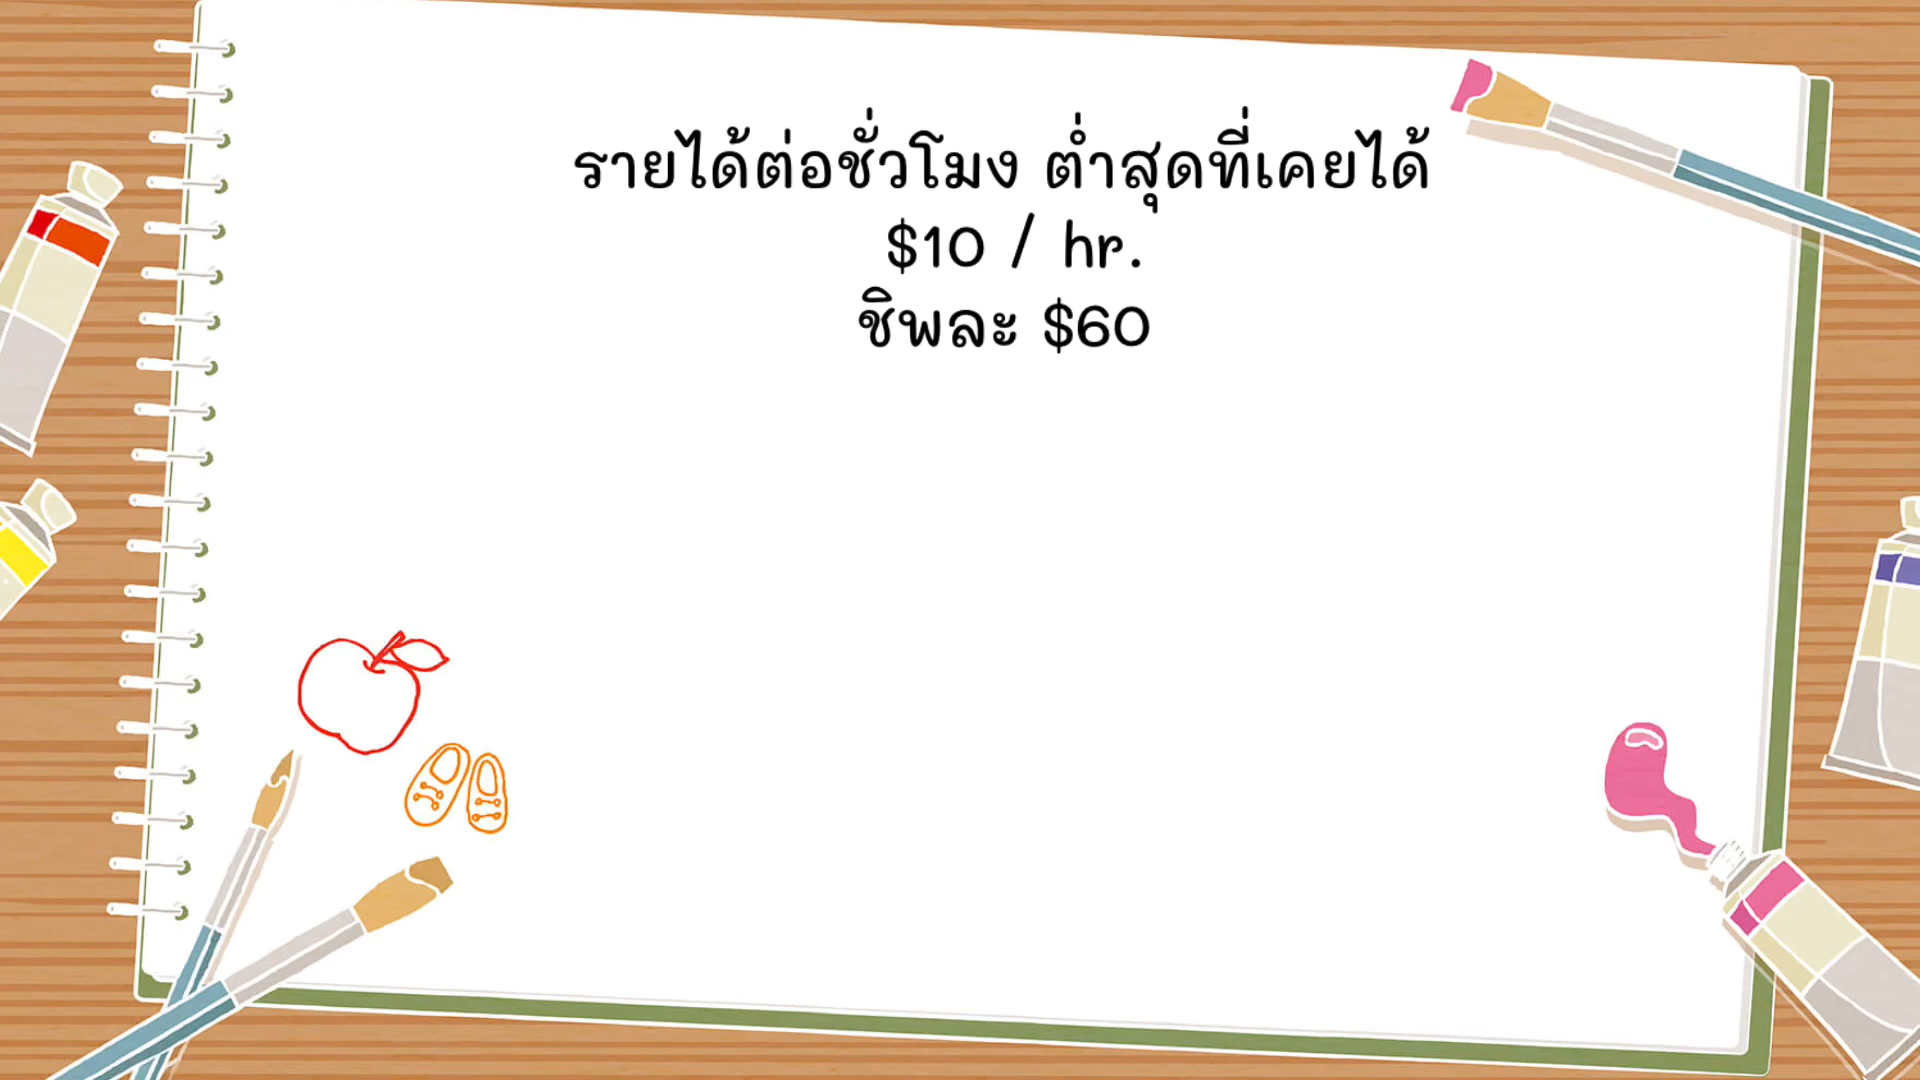 รายได้ต่อชั่วโมง ต่ำสุดที่เคยได้
$10 / hr.
ชิพละ $60